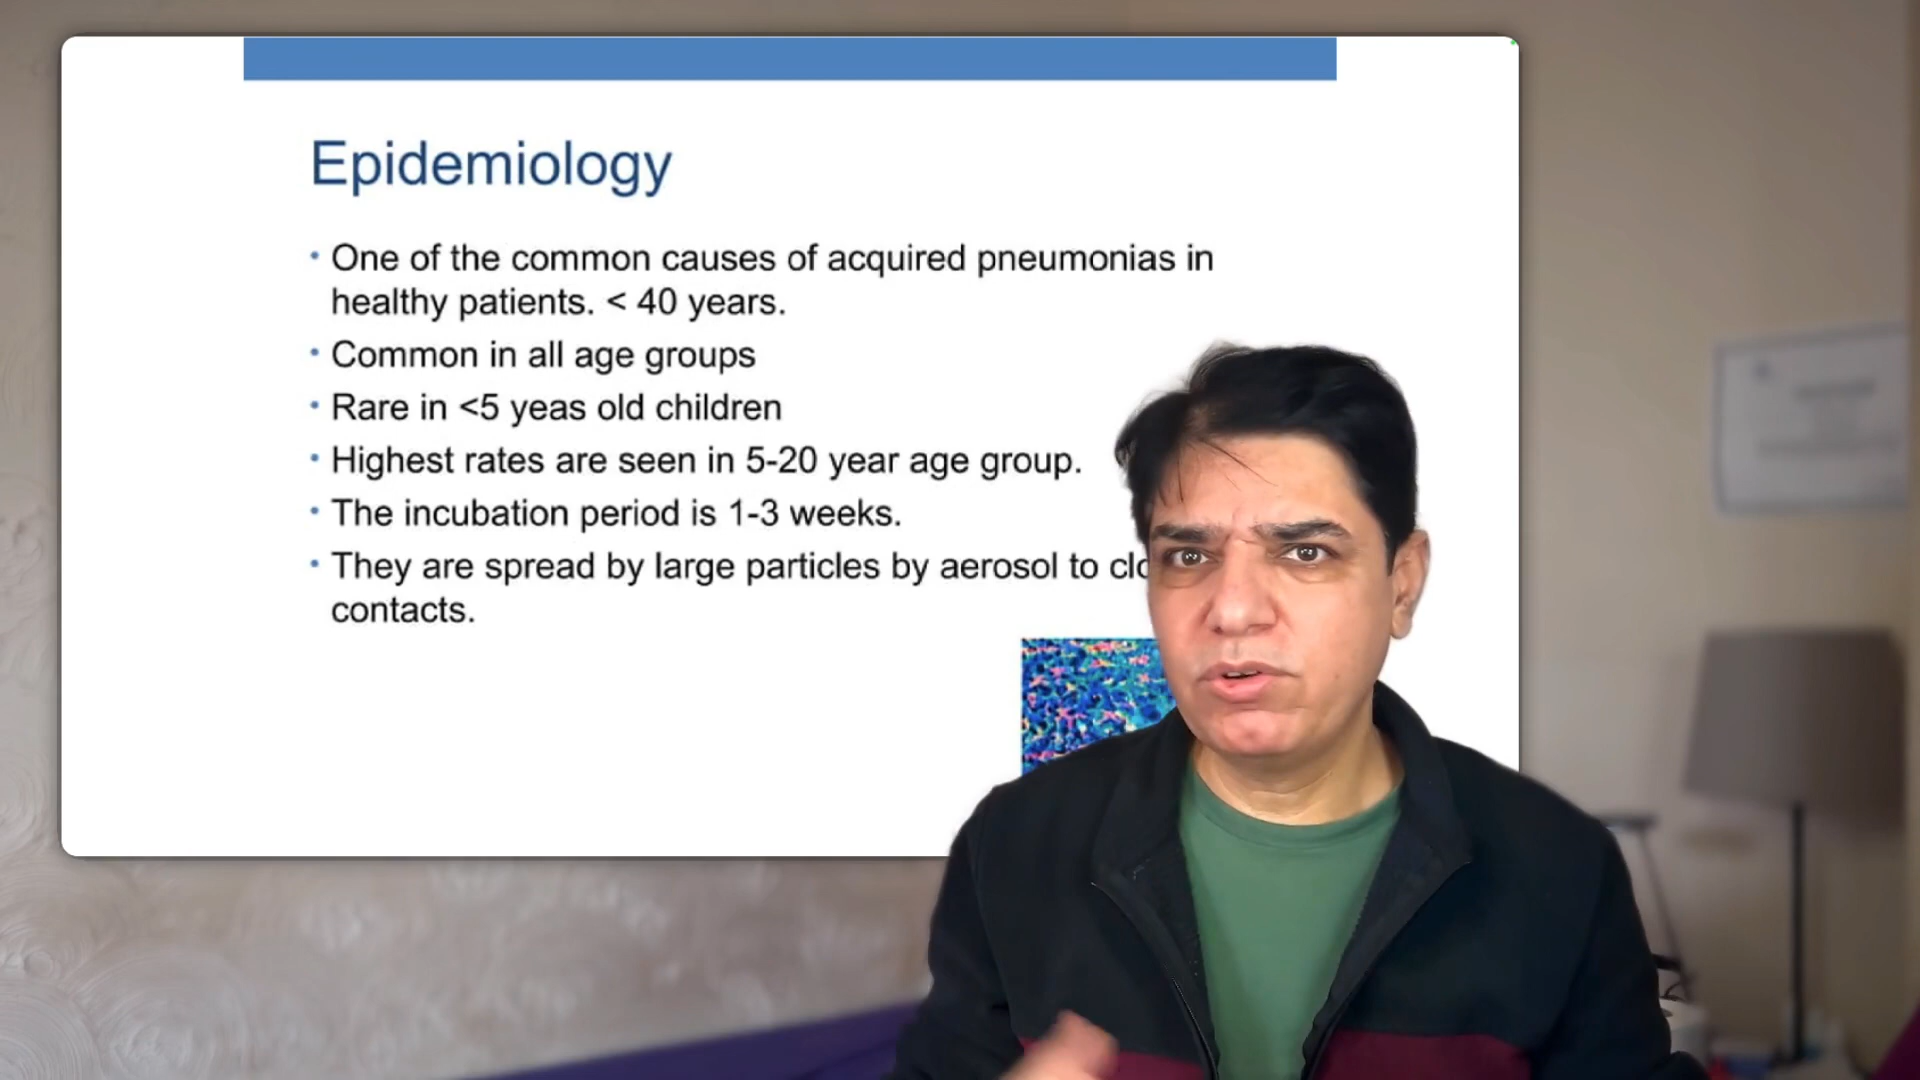 Epidemiology
• One of the common causes of acquired pneumonias in
healthy patients. < 40 years.
• Common in all age groups
• Rare in <5 yeas old children
• Highest rates are seen in 5-20 year age group.
• The incubation period is 1-3 weeks.
• They are spread by large particles by aerosol to
contacts.